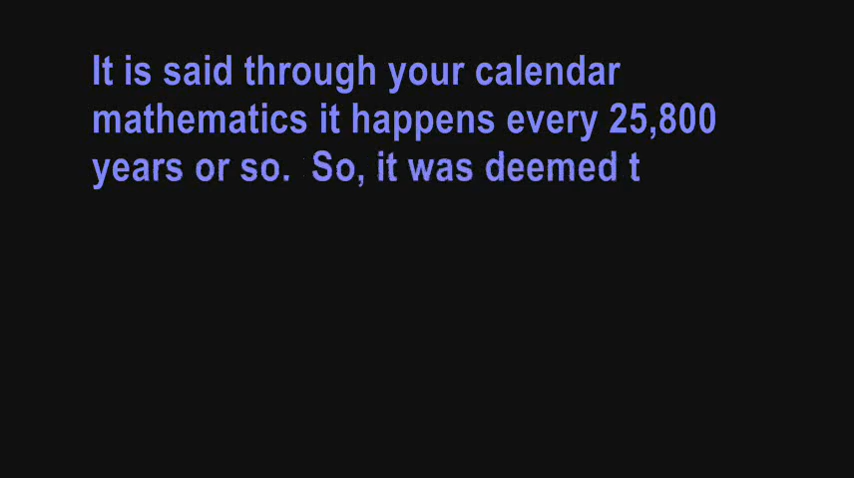 It is said through your calendar
mathematics it happens every 25,800
years or so.  So, it was deemed t